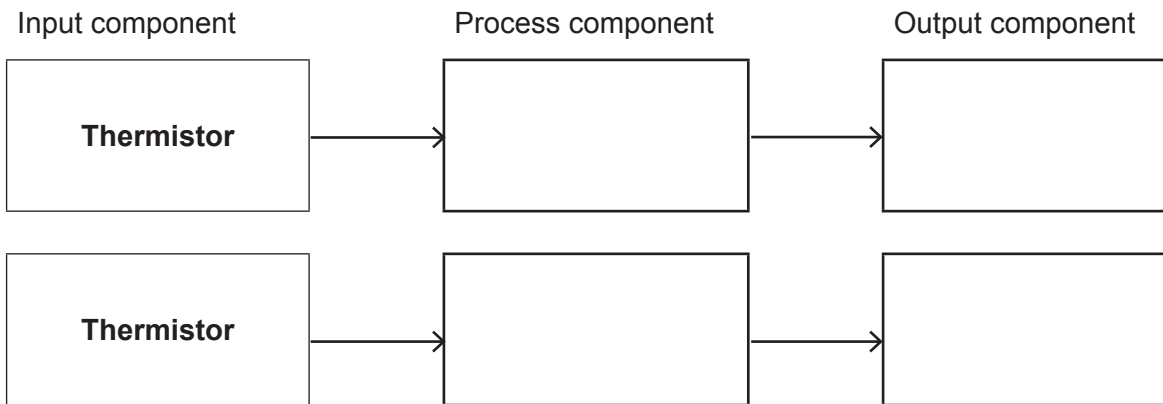 Input component Process component Output component
Thermistor
Thermistor